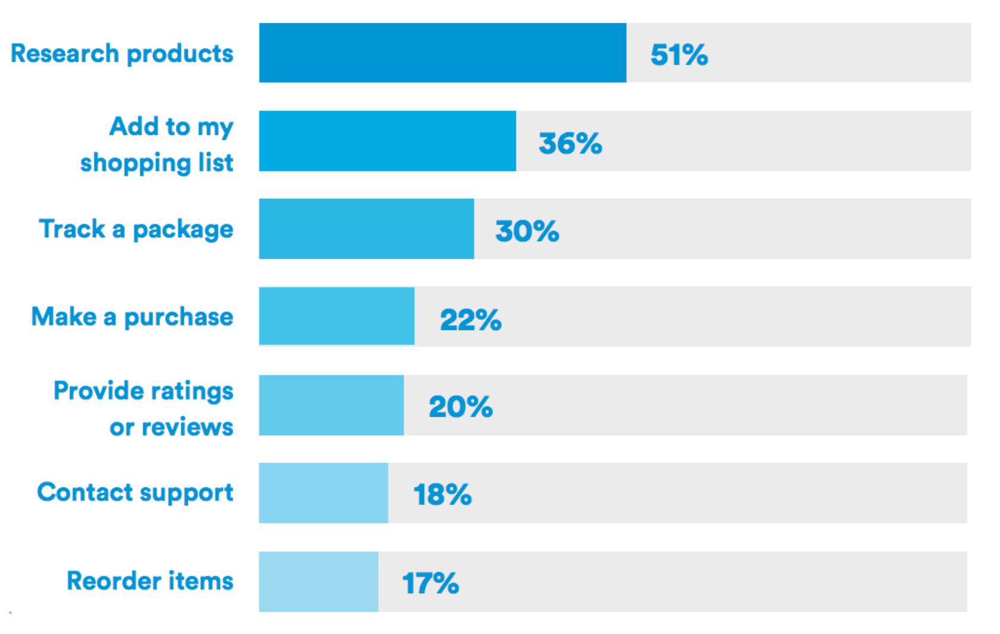 Research products
51%
Add to my
shopping list
36%
Track a package
30%
Make a purchase
22%
Provide ratings
or reviews
20%
Contact support
18%
Reorder items
17%